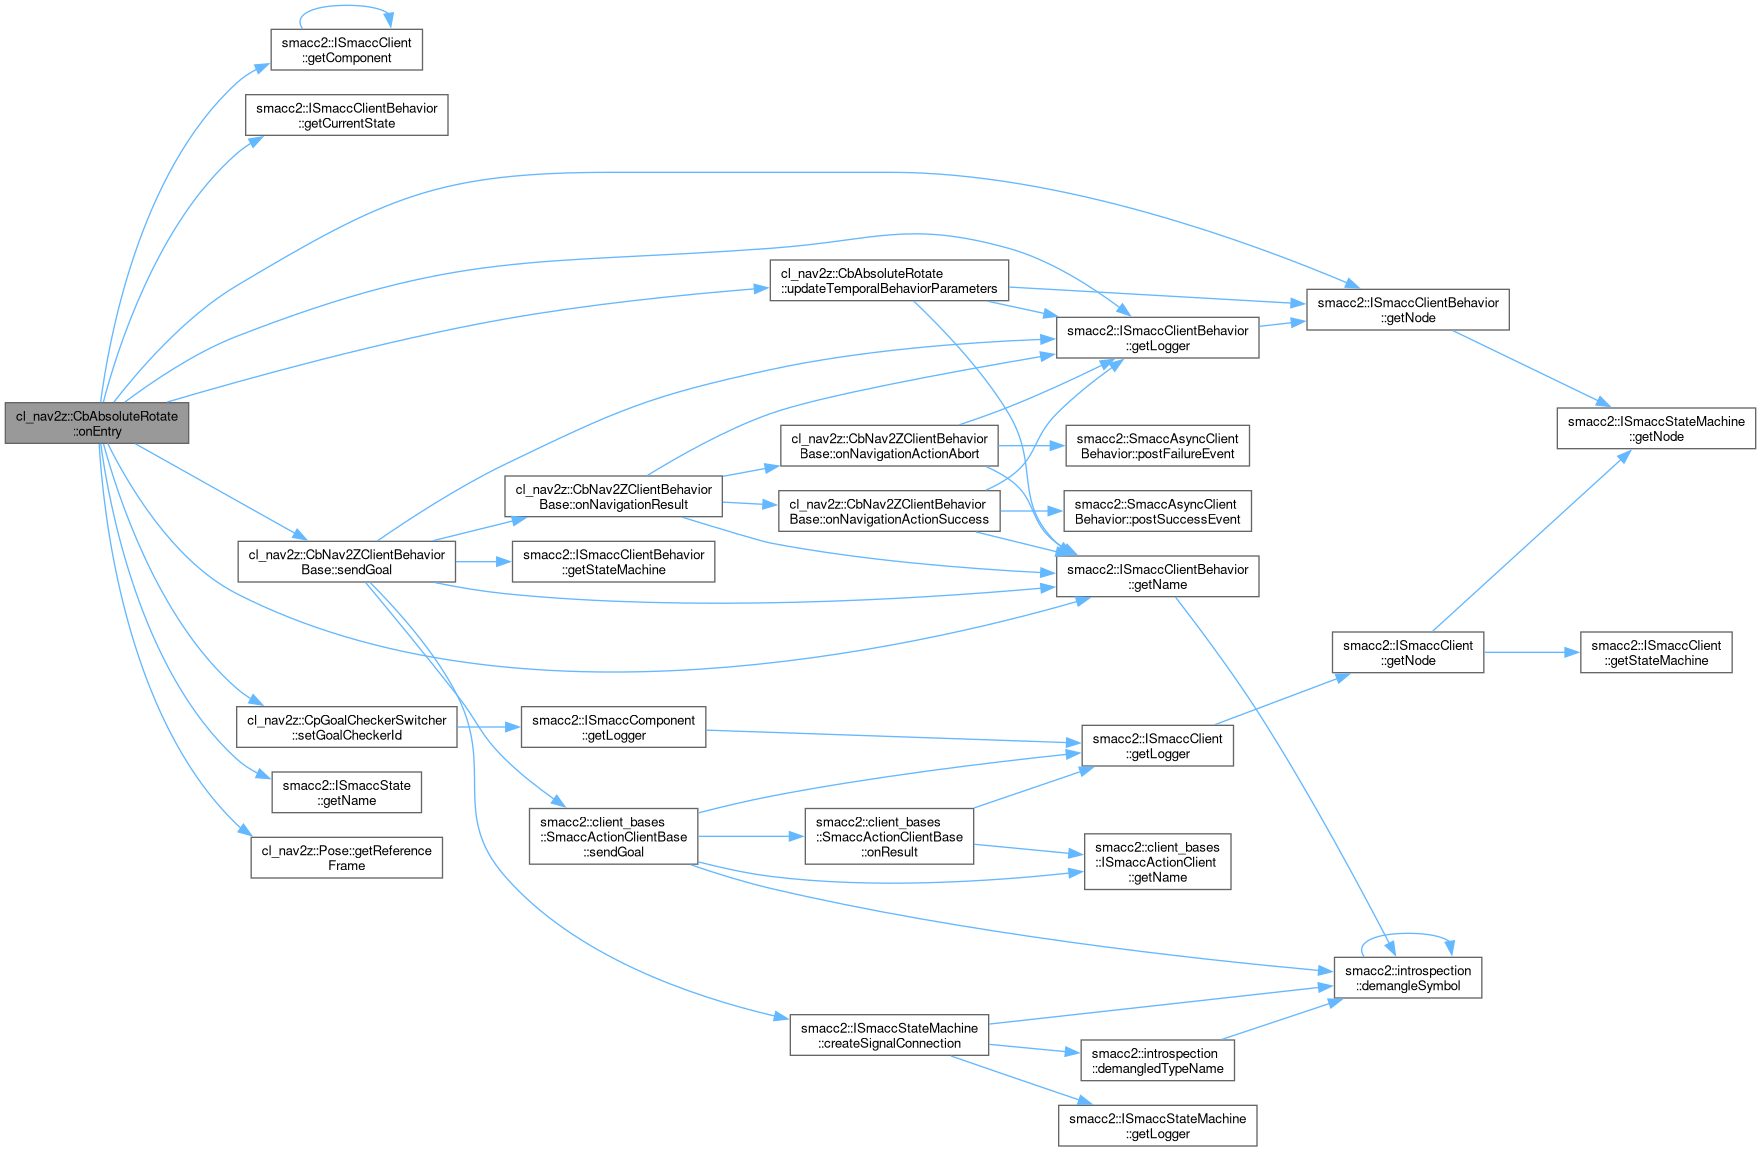 smacc2::ISmaccClient
::getComponent
smacc2::ISmaccClientBehavior
::getCurrentState
cl_nav2z::CbAbsoluteRotate
::updateTemporalBehaviorParameters
smacc2::ISmaccClientBehavior
::getNode
smacc2::ISmaccClientBehavior
::getLogger
cl_nav2z::CbAbsoluteRotate
::onEntry
smacc2::ISmaccStateMachine
::getNode
cl_nav2z::CbNav2ZClientBehavior
Base::onNavigationActionAbort
smacc2::SmaccAsyncClient
Behavior::postFailureEvent
cl_nav2z::CbNav2ZClientBehavior
Base::onNavigationResult
cl_nav2z::CbNav2ZClientBehavior
Base::onNavigationActionSuccess
smacc2::SmaccAsyncClient
Behavior::postSuccessEvent
cl_nav2z::CbNav2ZClientBehavior
Base::sendGoal
smacc2::ISmaccClientBehavior
::getStateMachine
smacc2::ISmaccClientBehavior
::getName
smacc2::ISmaccClient
::getNode
smacc2::ISmaccClient
::getStateMachine
cl_nav2z::CpGoalCheckerSwitcher
::setGoalCheckerId
smacc2::ISmaccComponent
::getLogger
smacc2::ISmaccClient
::getLogger
smacc2::ISmaccState
::getName
smacc2::client_bases
::SmaccActionClientBase
::sendGoal
smacc2::client_bases
::SmaccActionClientBase
::onResult
smacc2::client_bases
::ISmaccActionClient
::getName
cl_nav2z::Pose::getReference
Frame
smacc2::introspection
::demangleSymbol
smacc2::ISmaccStateMachine
::createSignalConnection
smacc2::introspection
::demangledTypeName
smacc2::ISmaccStateMachine
::getLogger